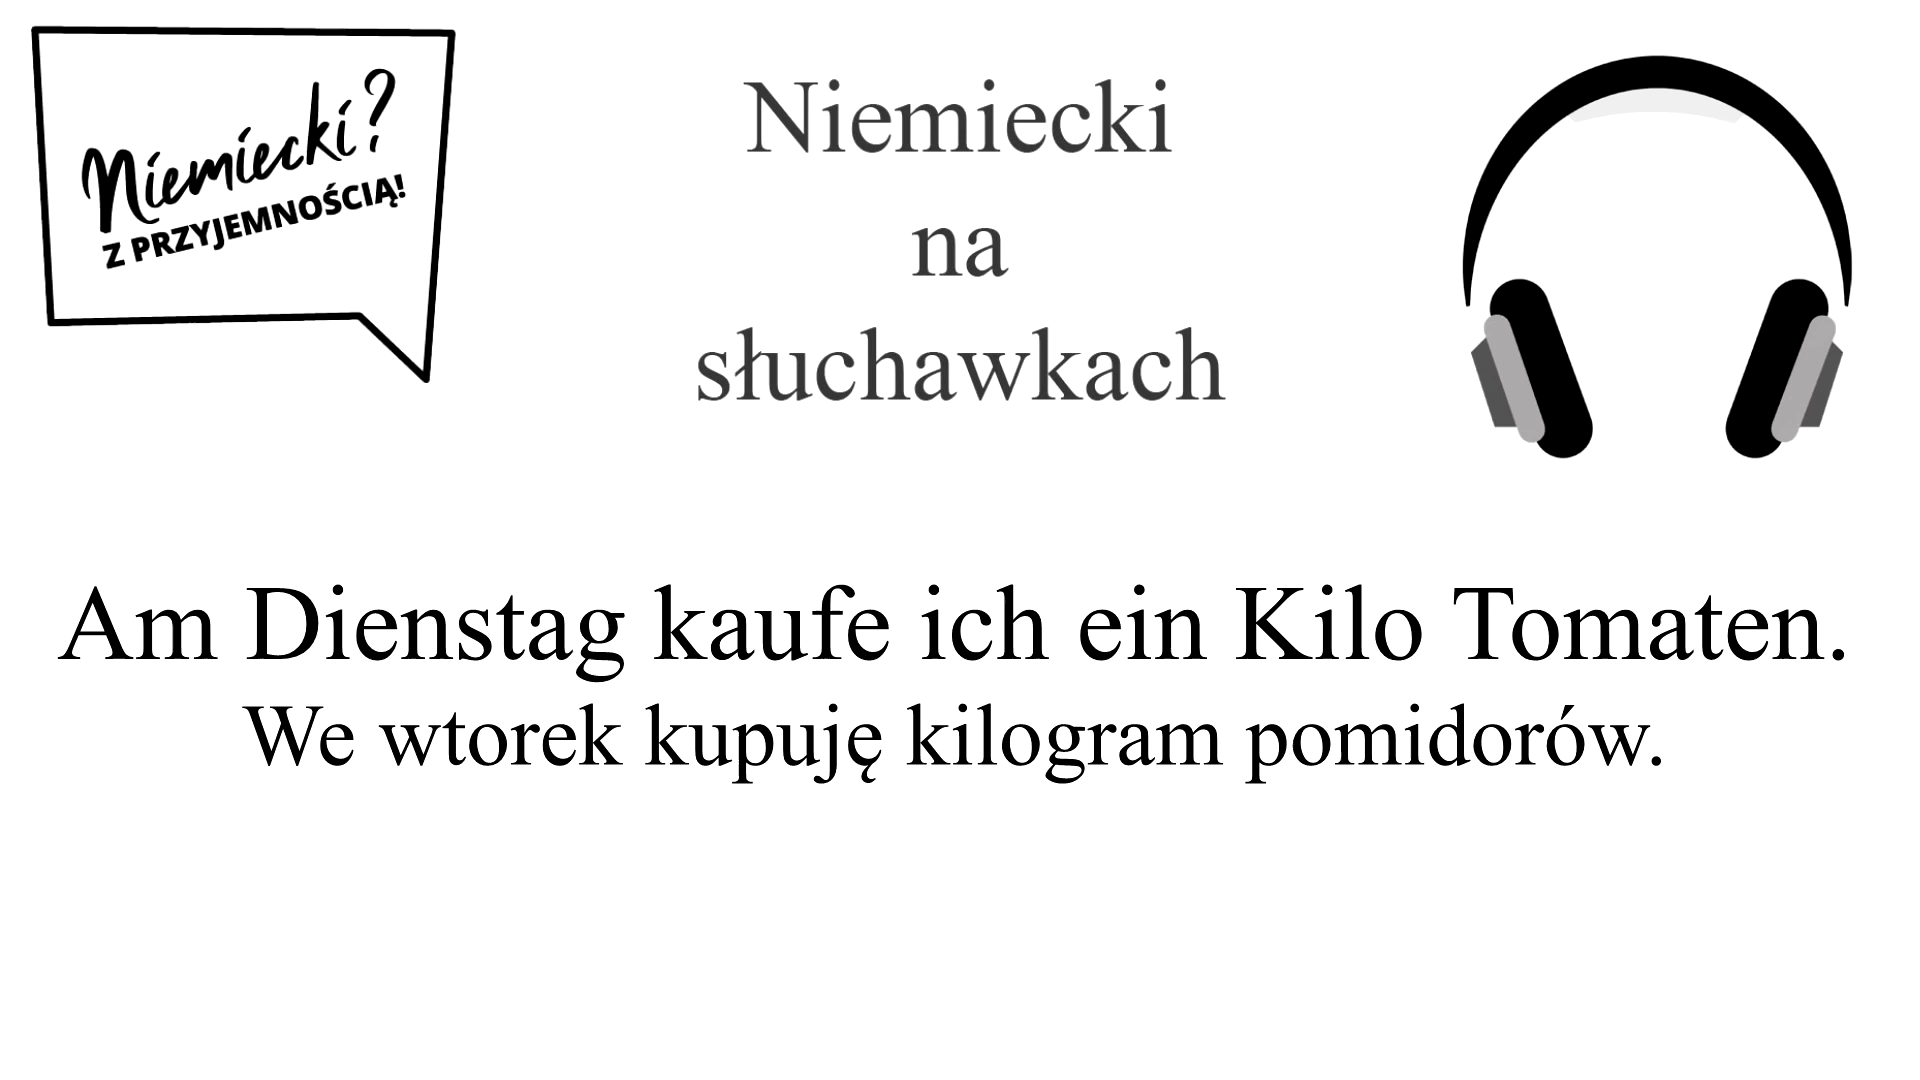 Niemiecki?
Z PRZYJEMNOŚCIĄ!
Niemiecki
na
słuchawkach
Am Dienstag kaufe ich ein Kilo Tomaten.
We wtorek kupuję kilogram pomidorów.